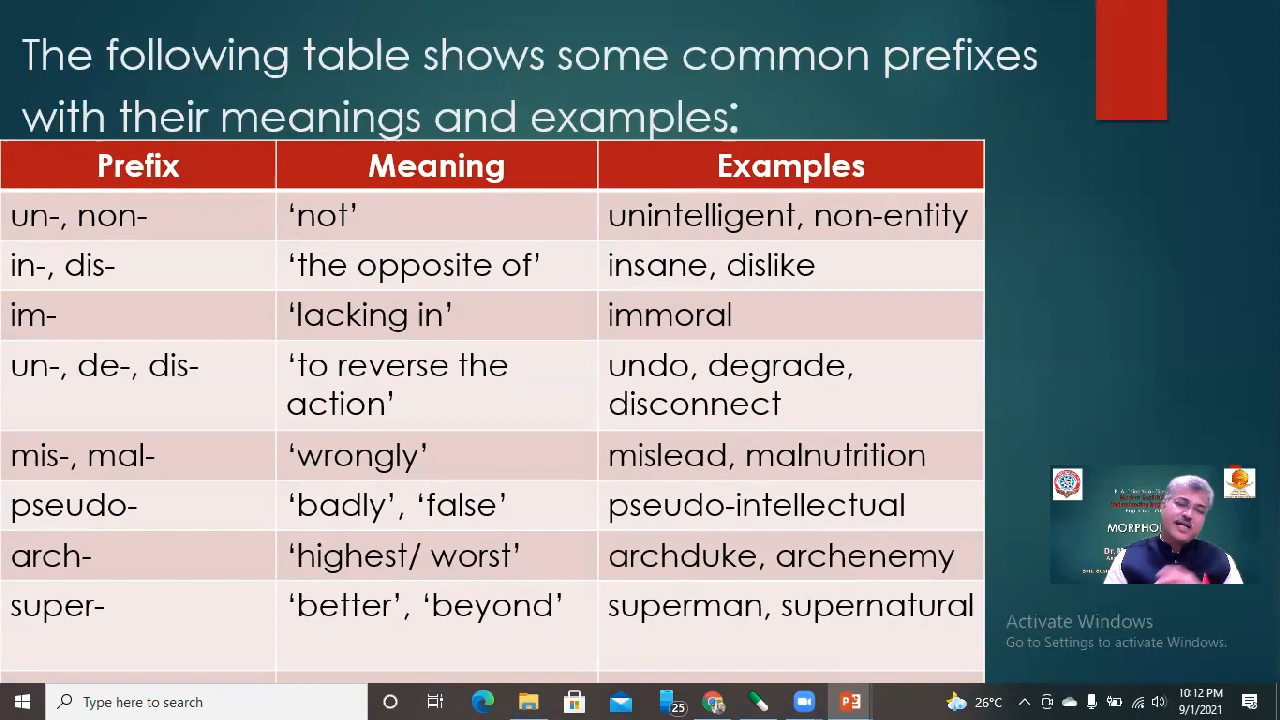 The following table shows some common prefixes
with their meanings and examples:
Prefix Meaning Examples
un-, non- ‘not’ unintelligent, non-entity
in-, dis- ‘the opposite of’ insane, dislike
im- ‘lacking in’ immoral
un-, de-, dis- ‘to reverse the undo, degrade,
action’ disconnect
mis-, mal- ‘wrongly’ mislead, malnutrition
pseudo- ‘badly’, ‘false’ pseudo-intellectual
arch- ‘highest/ worst’ archduke, archenemy
super- ‘better’, ‘beyond’ superman, supernatural
MORPHO
Dr.
Activate Windows
Go to Settings to activate Windows.
Type here to search
25
26°C
10:12 PM
9/1/2021